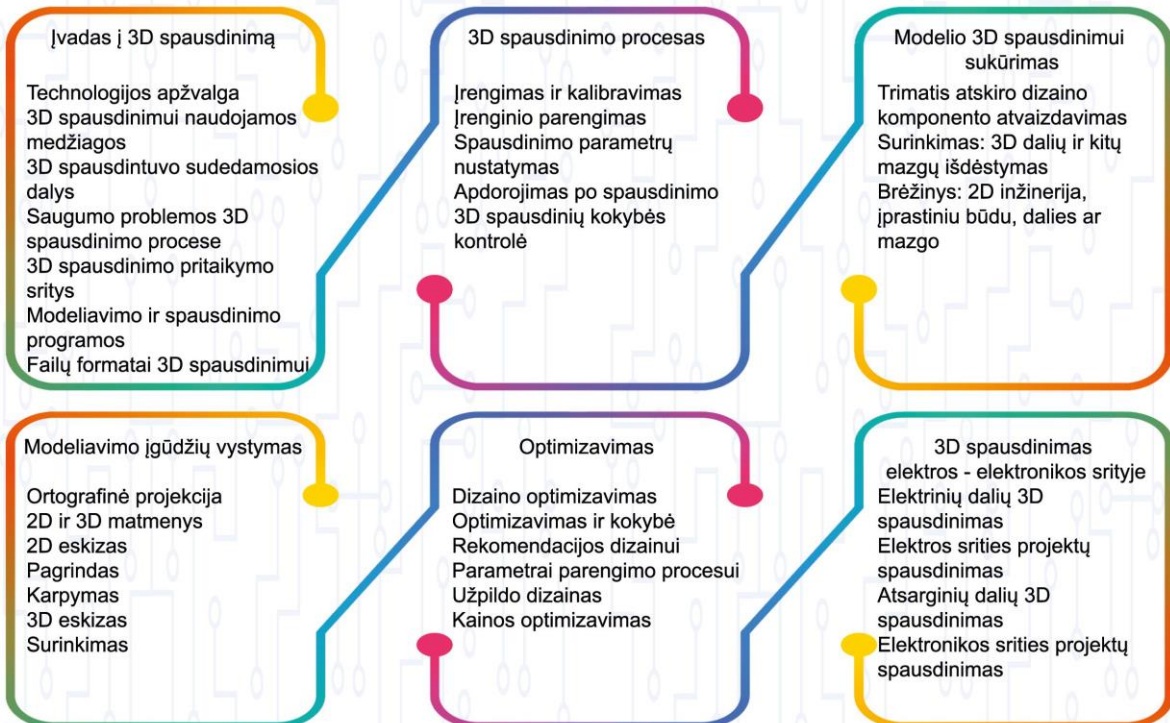 Įvadas į 3D spausdinimą
Technologijos apžvalga
3D spausdinimui naudojamos
medžiagos
3D spausdintuvo sudedamosios
dalys
Saugumo problemos 3D
spausdinimo procese
3D spausdinimo pritaikymo
sritys
Modeliavimo ir spausdinimo
programos
Failų formatai 3D spausdinimui
3D spausdinimo procesas
Įrengimas ir kalibravimas
Įrenginio parengimas
Spausdinimo parametrų
nustatymas
Apdorojimas po spausdinimo
3D spausdinių kokybės
kontrolė
Modelio 3D spausdinimui
sukūrimas
Trimatis atskiro dizaino
komponento atvaizdavimas
Surinkimas: 3D dalių ir kitų
mazgų išdėstymas
Brėžinys: 2D inžinerija,
įprastiniu būdu, dalies ar
mazgo
Modeliavimo įgūdžių vystymas
Ortografinė projekcija
2D ir 3D matmenys
2D eskizas
Pagrindas
Karpymas
3D eskizas
Surinkimas
Optimizavimas
Dizaino optimizavimas
Optimizavimas ir kokybė
Rekomendacijos dizainui
Parametrai parengimo procesui
Užpildo dizainas
Kainos optimizavimas
3D spausdinimas
elektros - elektronikos srityje
Elektrinių dalių 3D
spausdinimas
Elektros srities projektų
spausdinimas
Atsarginių dalių 3D
spausdinimas
Elektronikos srities projektų
spausdinimas